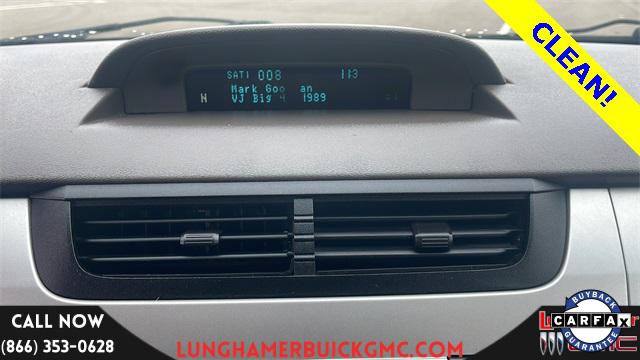 CLEAN!
SAT1 008 113
Mark Goo an
N VJ Big 4 1989
CALL NOW
(866) 353-0628
LUNGHAMERBUICKGMC.COM
BUYBACK
CARFAX
GUARANTEE